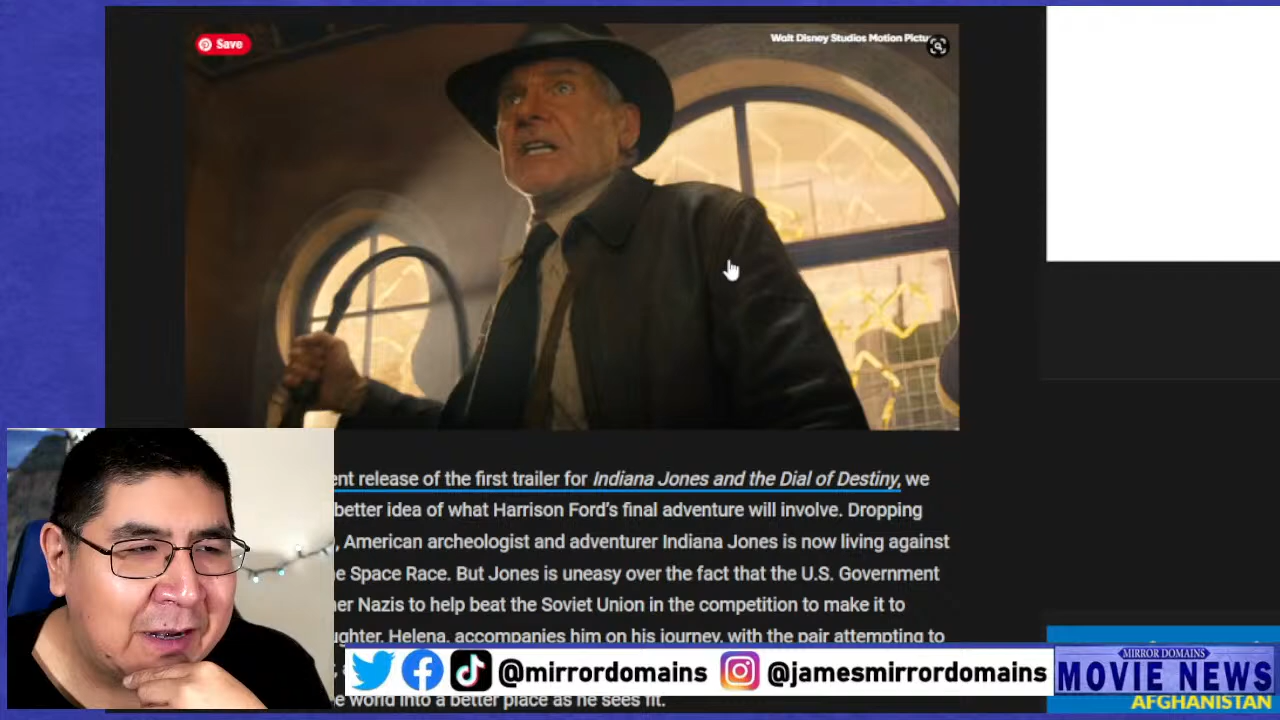 Save
Walt Disney Studios Motion
release of the first trailer for Indiana Jones and the Dial of Destiny, we
better idea of what Harrison Ford's final adventure will involve. Dropping
, American archeologist and adventurer Indiana Jones is now living against
Space Race. But Jones is uneasy over the fact that the U.S. Government
Nazis to help beat the Soviet Union in the competition to make it to
Helena, accompanies him on his journey, with the pair attempting to
@mirrordomains @jamesmirrordomains
MIRROR DOMAINS
MOVIE NEWS
AFGHANISTAN
world into a better place as he sees fit.